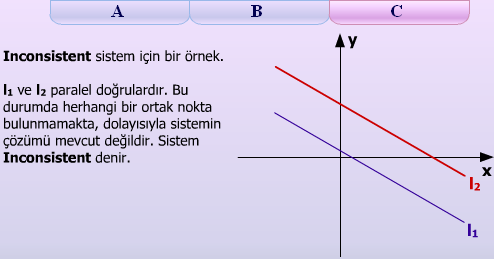 A B C
Inconsistent sistem için bir örnek.
l₁ ve l₂ paralel doğrulardır. Bu
durumda herhangi bir ortak nokta
bulunmamakta, dolayısıyla sistemin
çözümü mevcut değildir. Sistem
Inconsistent denir.
y
x
l₂
l₁